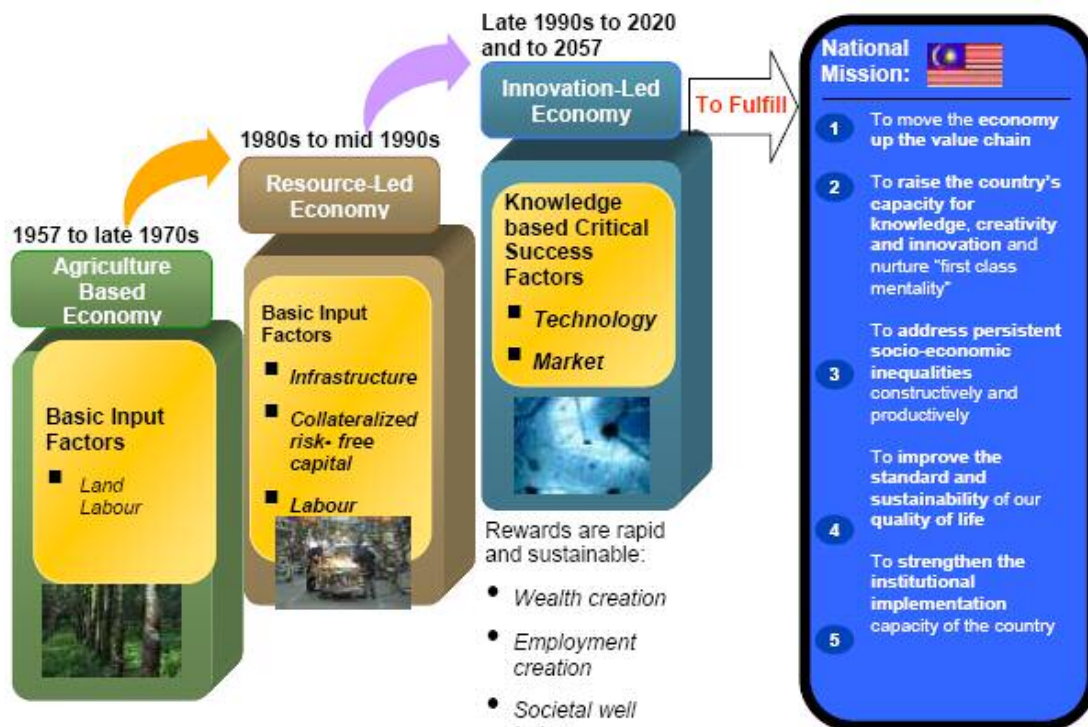 1957 to late 1970s
Agriculture
Based
Economy
Basic Input
Factors
■ Land
Labour
1980s to mid 1990s
Resource-Led
Economy
Basic Input
Factors
■ Infrastructure
■ Collateralized
risk- free
capital
■ Labour
Late 1990s to 2020
and to 2057
Innovation-Led
Economy
Knowledge
based Critical
Success
Factors
■ Technology
■ Market
Rewards are rapid
and sustainable:
• Wealth creation
• Employment
creation
• Societal well
To Fulfill
National
Mission:
1 To move the economy
up the value chain
2 To raise the country's
capacity for
knowledge, creativity
and innovation and
nurture "first class
mentality"
To address persistent
socio-economic
3 inequalities
constructively and
productively
To improve the
standard and
sustainability of our
4 quality of life
To strengthen the
institutional
implementation
5 capacity of the country